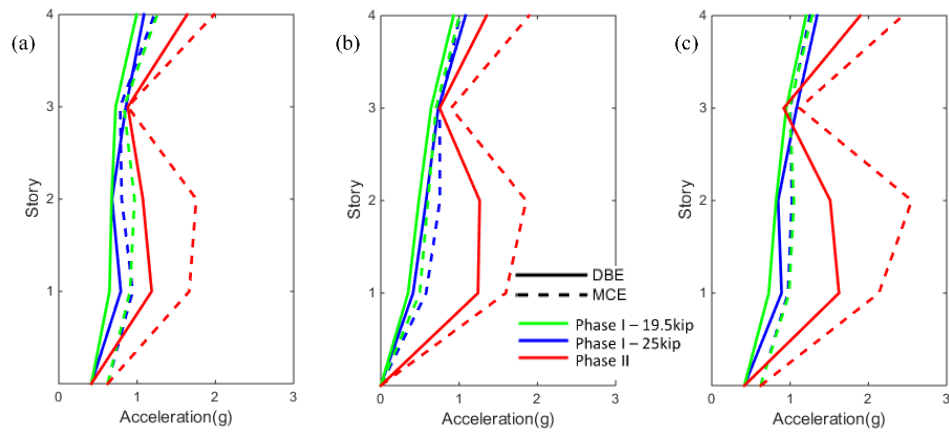 (a)
4
3
2
1
0
1
2
3
Story
Acceleration(g)
(b)
4
3
2
1
0
1
2
3
Story
Acceleration(g)
DBE
MCE
Phase I – 19.5kip
Phase I – 25kip
Phase II
(c)
4
3
2
1
0
1
2
3
Story
Acceleration(g)